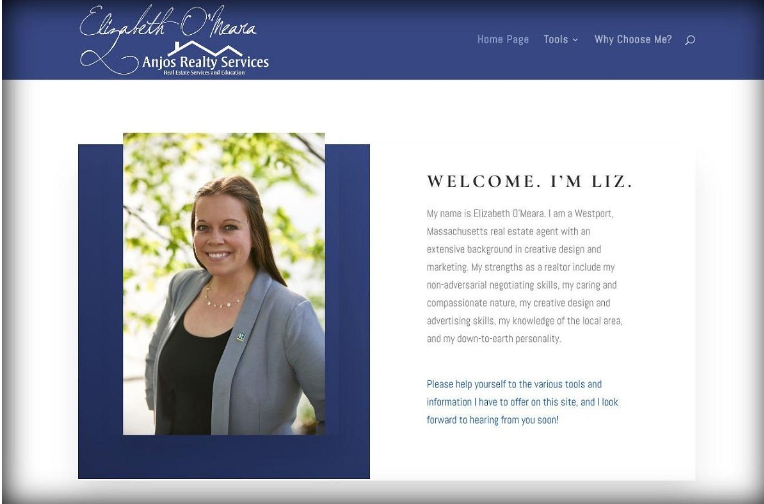 Elizabeth O'Meara
Anjos Realty Services
Real Estate Services and Education
Home Page Tools Why Choose Me?
WELCOME. I'M LIZ.
My name is Elizabeth O'Meara. I am a Westport,
Massachusetts real estate agent with an
extensive background in creative design and
marketing. My strengths as a realtor include my
non-adversarial negotiating skills, my caring and
compassionate nature, my creative design and
advertising skills, my knowledge of the local area,
and my down-to-earth personality.
Please help yourself to the various tools and
information I have to offer on this site, and I look
forward to hearing from you soon!